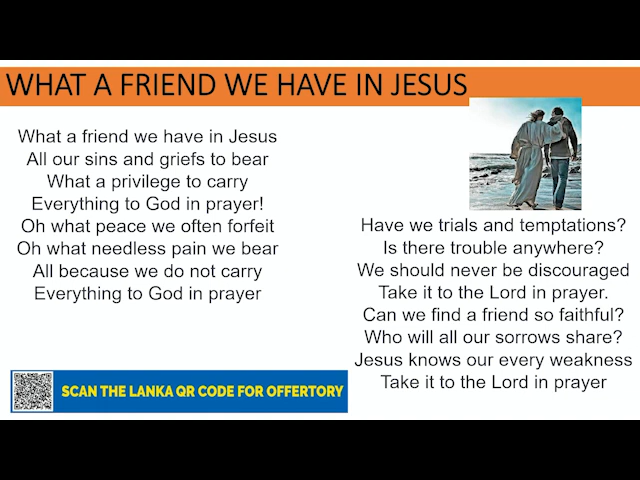 WHAT A FRIEND WE HAVE IN JESUS
What a friend we have in Jesus
All our sins and griefs to bear
What a privilege to carry
Everything to God in prayer!
Oh what peace we often forfeit
Oh what needless pain we bear
All because we do not carry
Everything to God in prayer
Have we trials and temptations?
Is there trouble anywhere?
We should never be discouraged
Take it to the Lord in prayer.
Can we find a friend so faithful?
Who will all our sorrows share?
Jesus knows our every weakness
Take it to the Lord in prayer
SCAN THE LANKA QR CODE FOR OFFERTORY